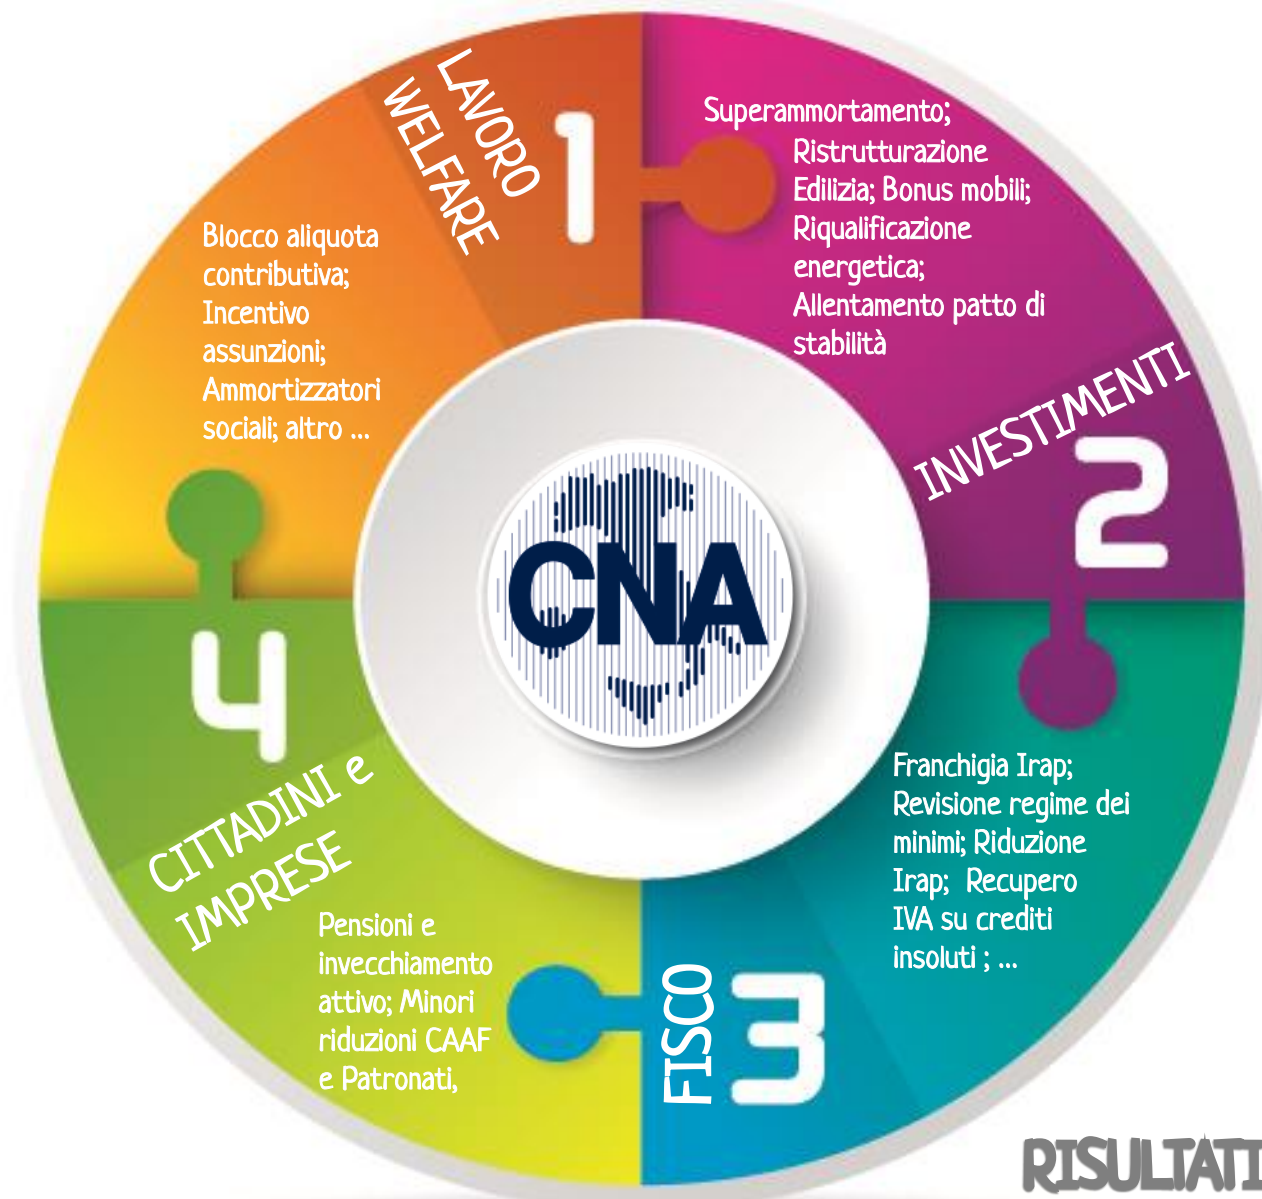 LAVORO
WELFARE
1
Blocco aliquota
contributiva;
Incentivo
assunzioni;
Ammortizzatori
sociali; altro ...
Superammortamento;
Ristrutturazione
Edilizia; Bonus mobili;
Riqualificazione
energetica;
Allentamento patto di
stabilità
INVESTIMENTI
2
CNA
Franchigia Irap;
Revisione regime dei
minimi; Riduzione
Irap; Recupero
IVA su crediti
insoluti ; ...
FISCO
3
4
CITTADINI e
IMPRESE
Pensioni e
invecchiamento
attivo; Minori
riduzioni CAAF
e Patronati,
RISULTATI